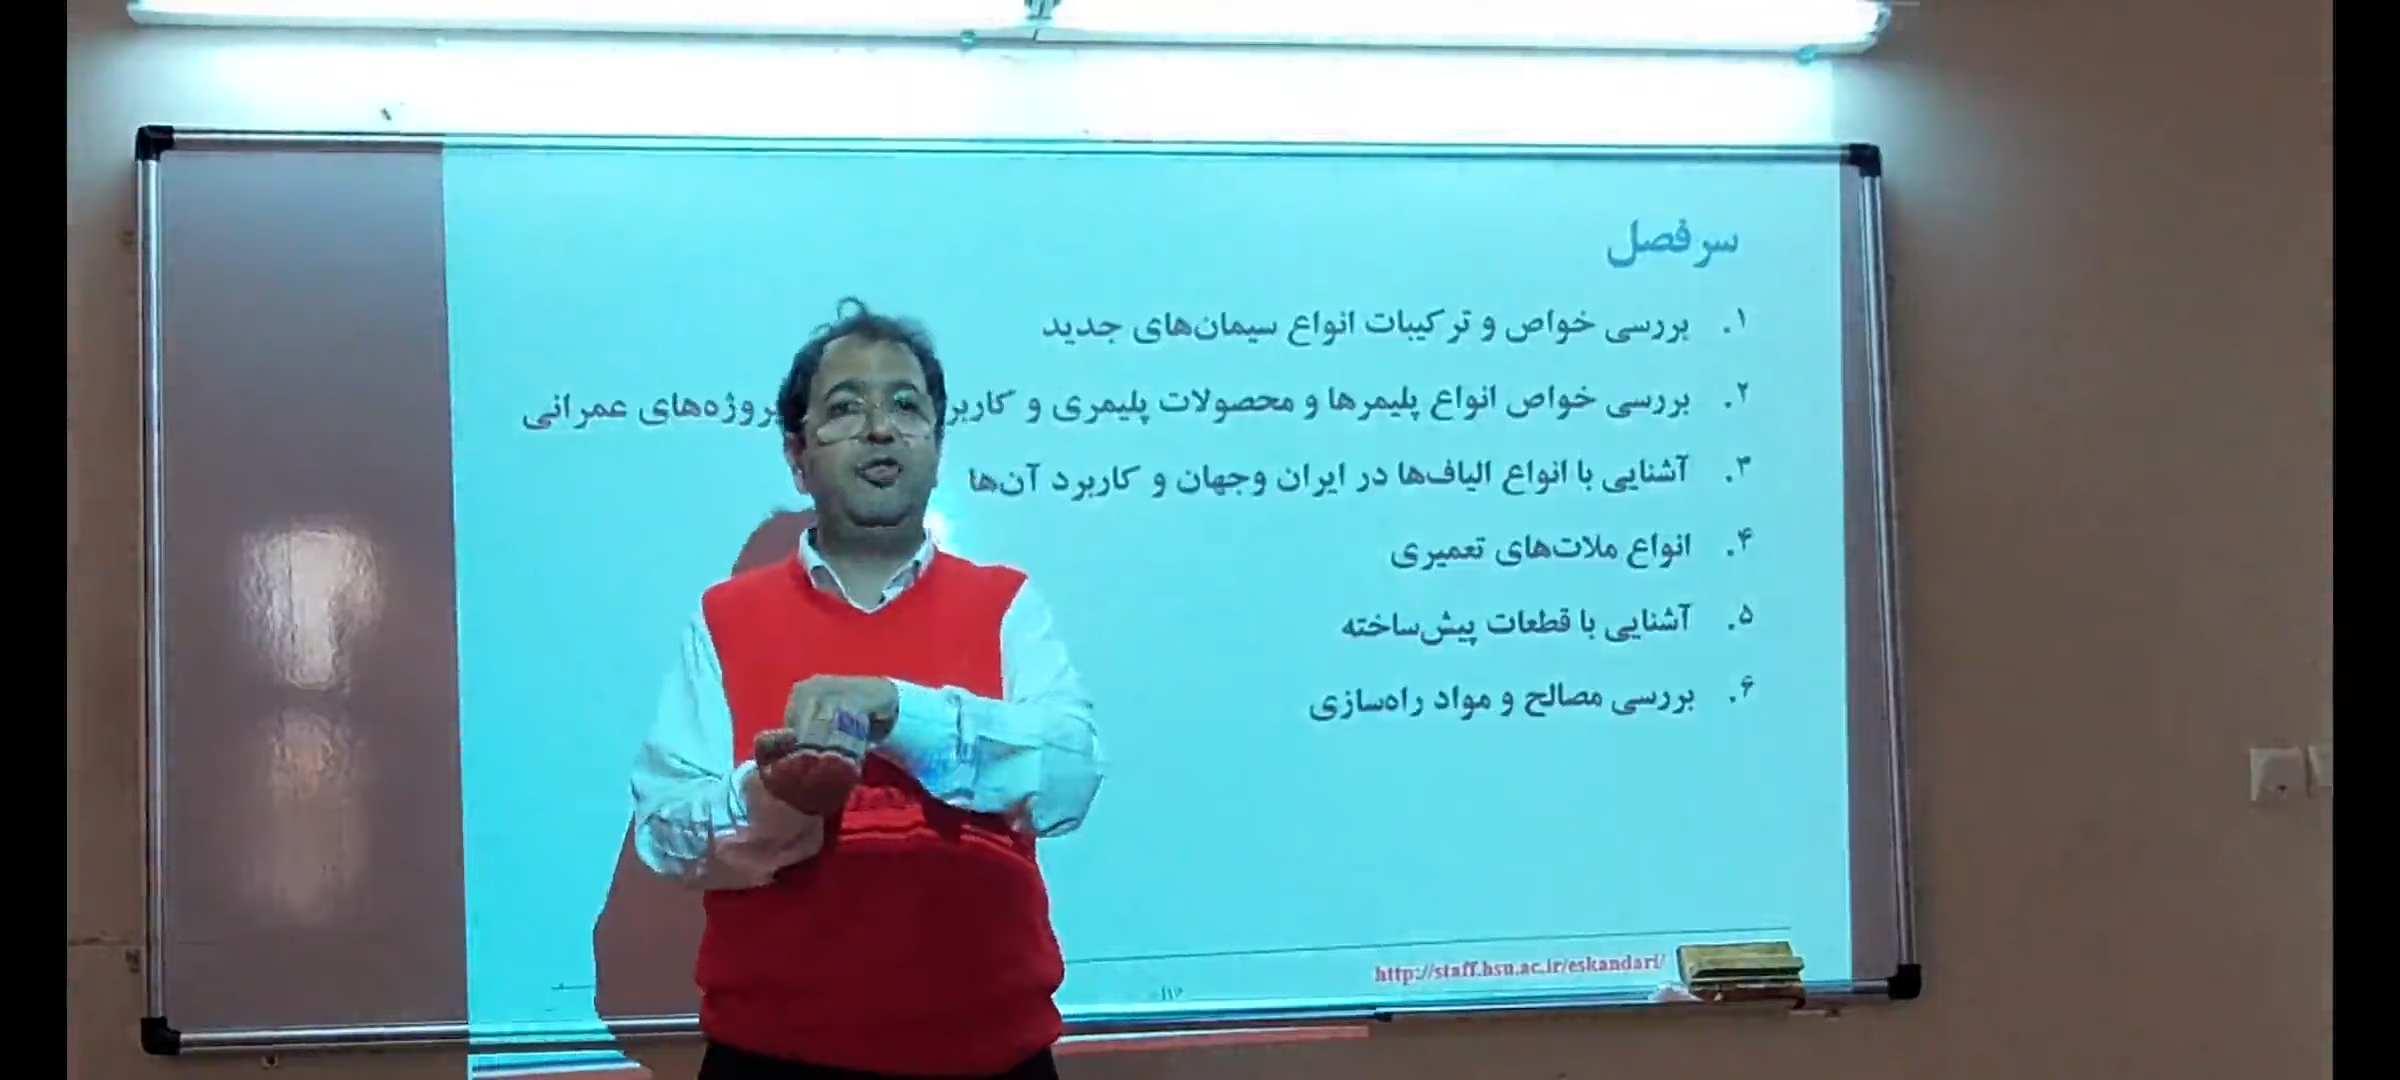 سرفصل
۱. بررسی خواص و ترکیبات انواع سیمان‌های جدید
۲. بررسی خواص انواع پلیمرها و محصولات پلیمری و پروژه‌های عمرانی
۳. آشنایی با انواع الیاف‌ها در ایران وجهان و کاربرد آن‌ها
۴. انواع ملات‌های تعمیری
۵. آشنایی با قطعات پیش‌ساخته
۶. بررسی مصالح و مواد راه‌سازی
http://staff.hsu.ac.ir/eskandari/